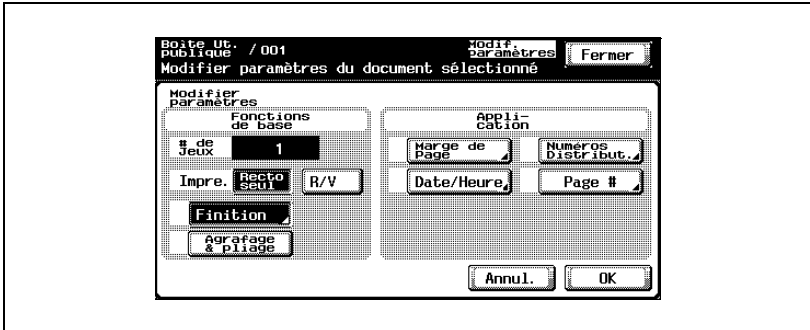 Boîte Ut.
publique / 001
Modif.
paramètres
Fermer
Modifier paramètres du document sélectionné
Modifier
paramètres
Fonctions
de base
# de
Jeux
1
Impre.
Recto
seul
R/V
Finition
Agrafage
& pliage
Appli-
cation
Marge de
Page
Numéros
Distribut.
Date/Heure
Page #
Annul.
OK